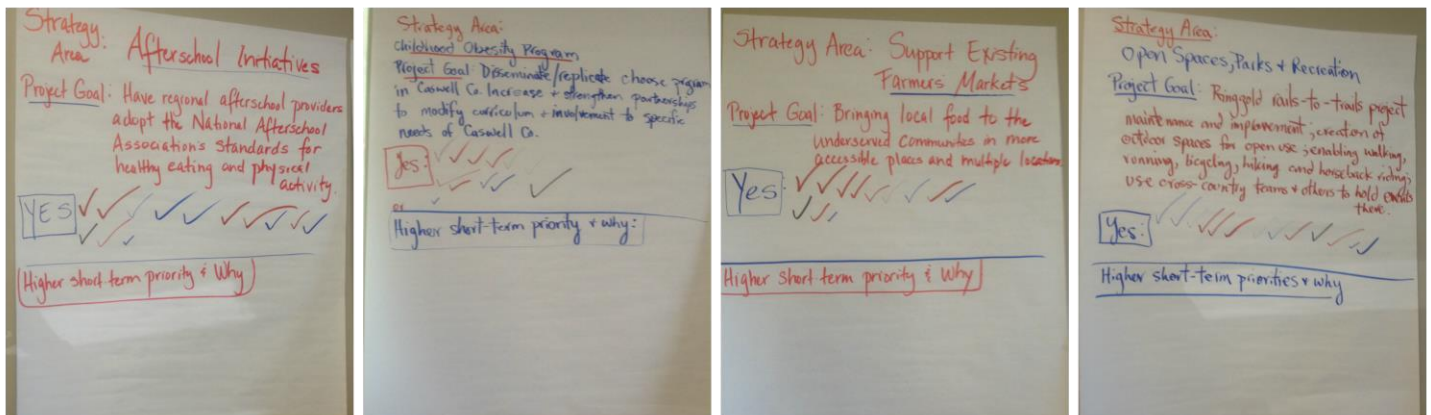 Strategy:
Area
Afterschool Initiatives
Project Goal: Have regional afterschool providers
adopt the National Afterschool
Association's Standards for
healthy eating and physical
activity.
YES
Higher short term priority & Why
Strategy Area:
Childhood Obesity Program
Project Goal: Disseminate/replicate choose program
in Caswell Co. Increase + strengthen partnerships
to modify curriculum + involvement to specific
needs of Caswell Co.
Yes:
Higher short-term priority & why:
Strategy Area: Support Existing
Farmers Markets
Project Goal: Bringing local food to the
underserved communities in more
accessible places and multiple locations
Yes:
Higher short term priority & Why
Strategy Area:
Open Spaces, Parks & Recreation
Project Goal: Ringgold rails-to-trails project
maintenance and improvement; creation of
outdoor spaces for open use; enabling walking,
running, bicycling, hiking and horseback riding;
use cross-country teams & others to hold events
there.
Yes:
Higher short-term priorities & why